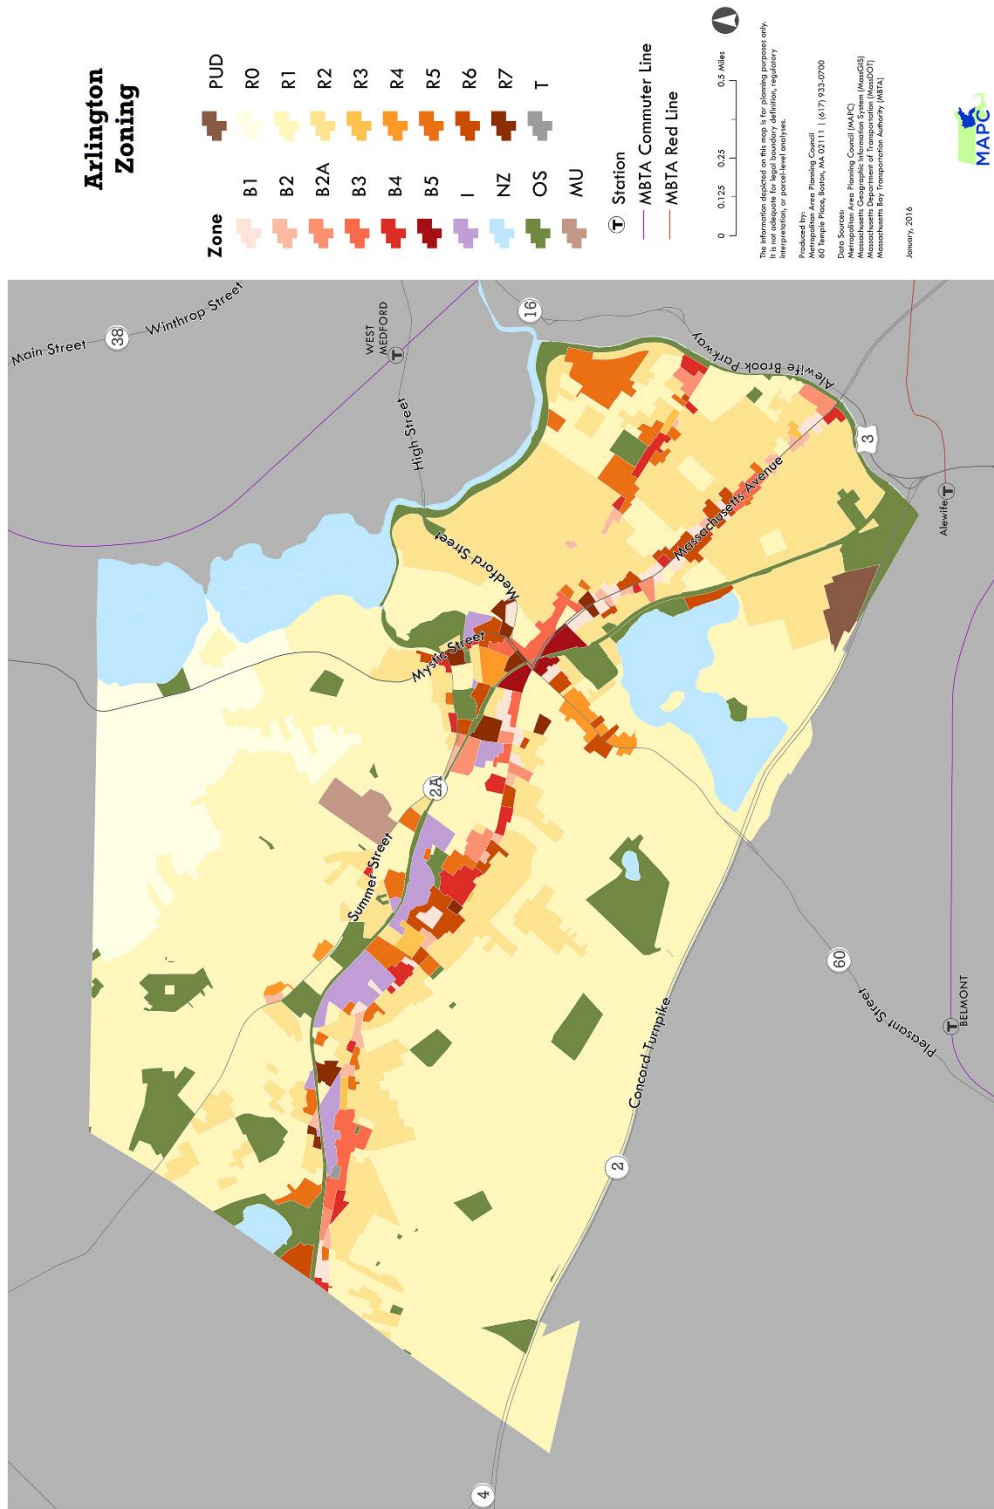 Arlington
Zoning
Zone
B1
B2
B2A
B3
B4
B5
I
NZ
OS
MU
PUD
R0
R1
R2
R3
R4
R5
R6
R7
T
T Station
MBTA Commuter Line
MBTA Red Line
0 0.125 0.25 0.5 Miles
The information depicted on this map is for planning purposes only.
It is not adequate for legal boundary definition, regulatory
interpretation, or parcel-level analyses.
Produced by:
Metropolitan Area Planning Council
60 Temple Place, Boston, MA 02111 | (617) 933-0700
Data Sources:
Metropolitan Area Planning Council (MAPC)
Massachusetts Geographic Information System (MassGIS)
Massachusetts Department of Transportation (MassDOT)
Massachusetts Bay Transportation Authority (MBTA)
January, 2016
MAPC
Main Street
38
Winthrop Street
WEST
MEDFORD
T
High Street
16
Medford Street
Mystic Street
Alewife Brook Parkway
Massachusetts Avenue
3
Alewife
T
2A
Summer Street
Concord Turnpike
60
Pleasant Street
T
BELMONT
2
4